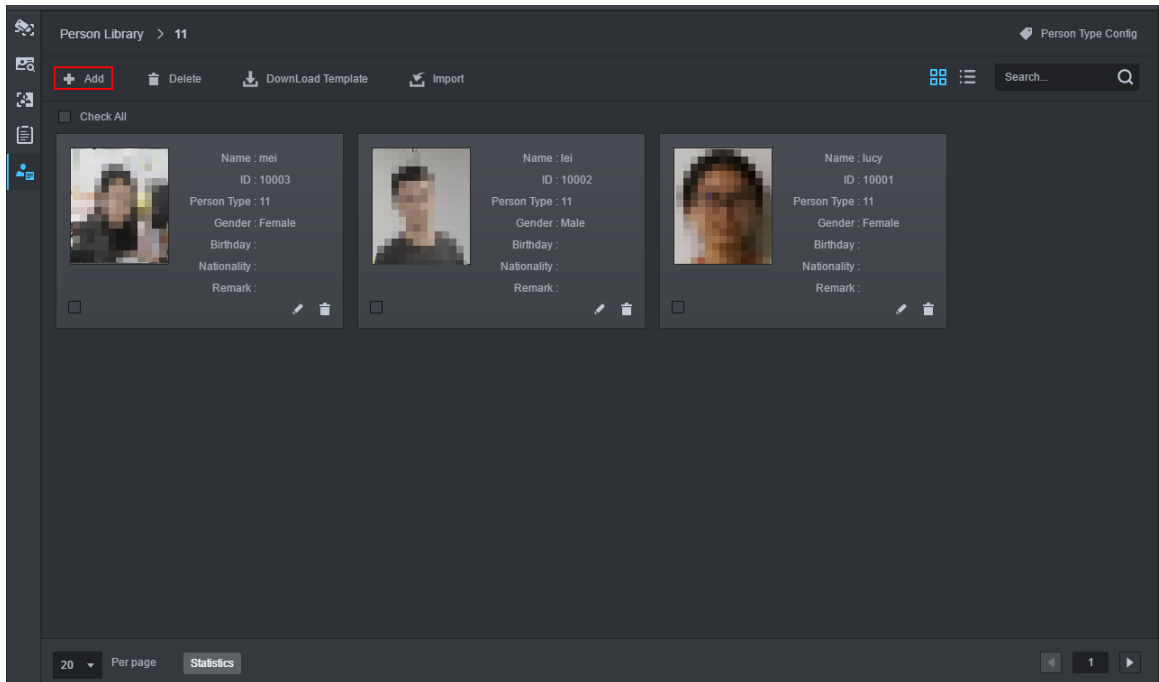 Person Library > 11
Person Type Config
Add
Delete
DownLoad Template
Import
Search...
Check All
Name : mei
ID : 10003
Person Type : 11
Gender : Female
Birthday :
Nationality :
Remark :
Name : lei
ID : 10002
Person Type : 11
Gender : Male
Birthday :
Nationality :
Remark :
Name : lucy
ID : 10001
Person Type : 11
Gender : Female
Birthday :
Nationality :
Remark :
20
Per page
Statistics
1